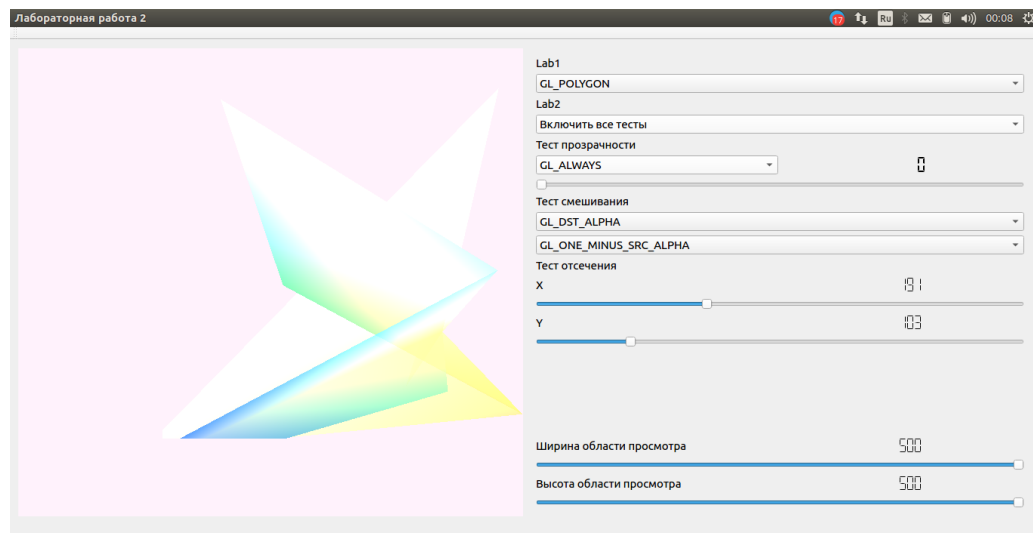 Лабораторная работа 2 17 Ru 00:08
Lab1
GL_POLYGON
Lab2
Включить все тесты
Тест прозрачности
GL_ALWAYS 0
Тест смешивания
GL_DST_ALPHA
GL_ONE_MINUS_SRC_ALPHA
Тест отсечения
X 191
Y 103
Ширина области просмотра 500
Высота области просмотра 500